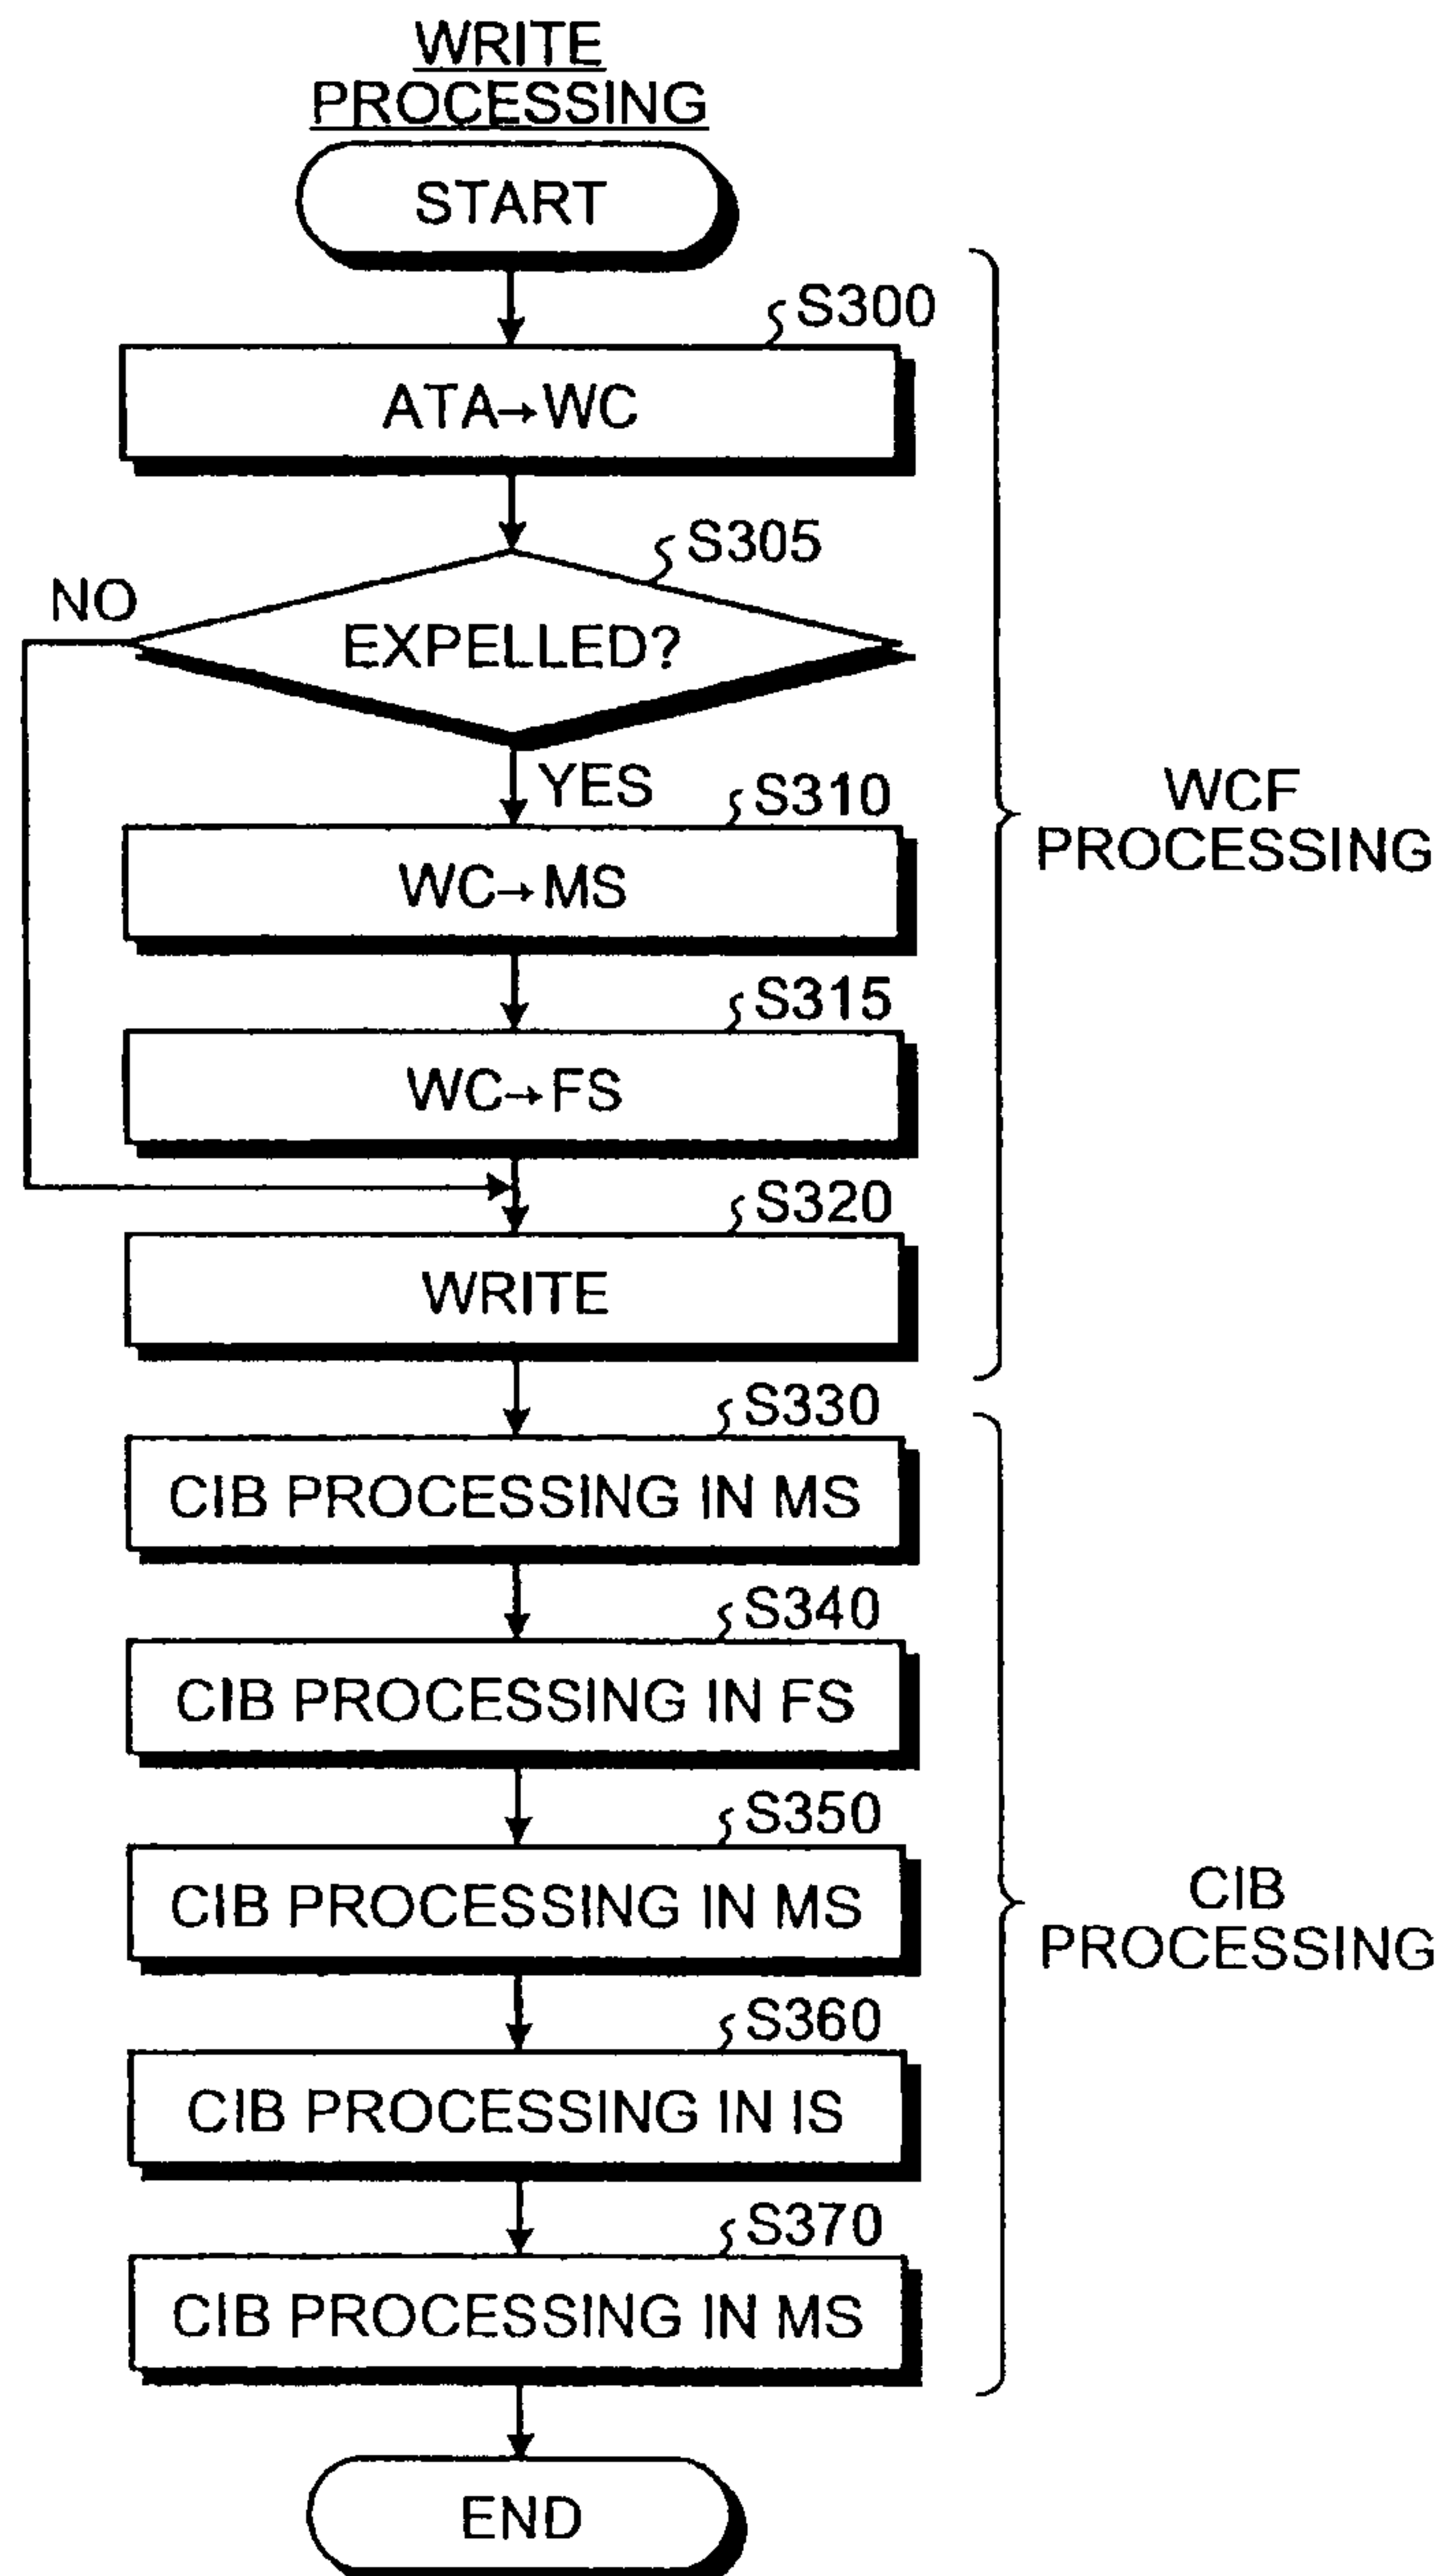 WRITE
PROCESSING
START
S300
ATA→WC
S305
NO
EXPELLED?
YES
S310
WC→MS
WCF
PROCESSING
S315
WC→FS
S320
WRITE
S330
CIB PROCESSING IN MS
S340
CIB PROCESSING IN FS
S350
CIB PROCESSING IN MS
CIB
PROCESSING
S360
CIB PROCESSING IN IS
S370
CIB PROCESSING IN MS
END